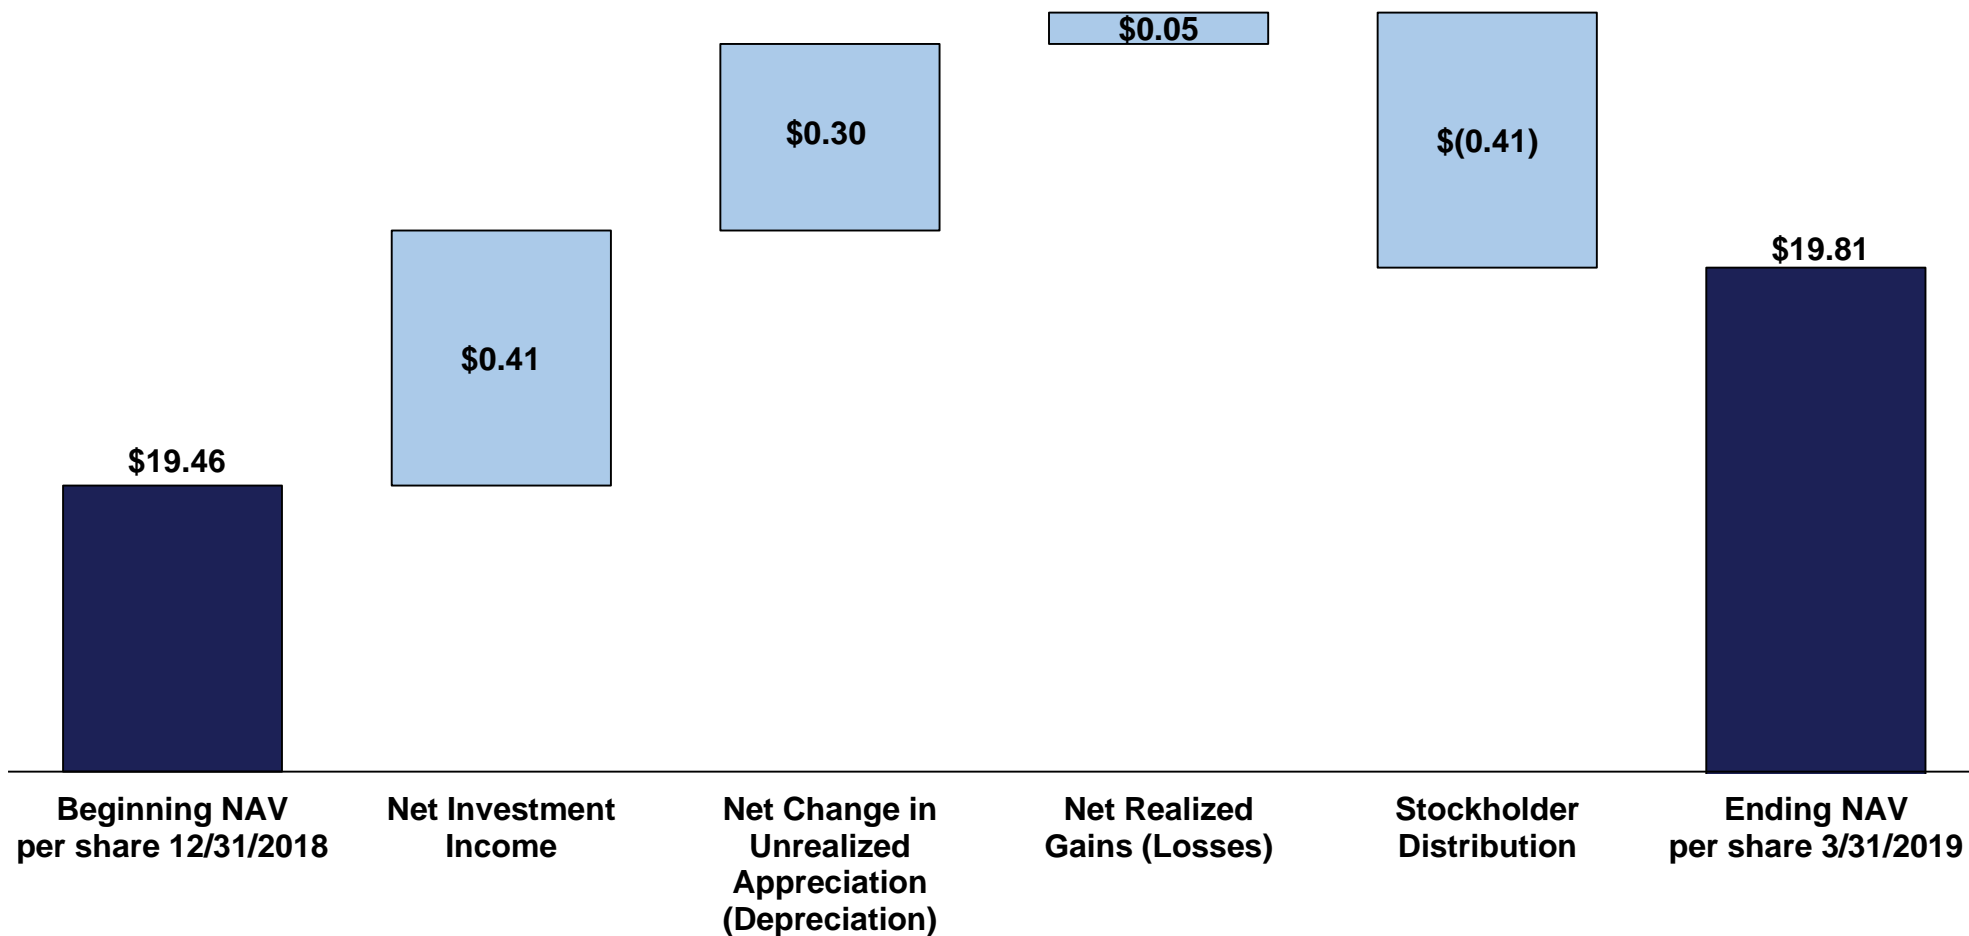 $0.05
$0.30
$(0.41)
$19.81
$0.41
$19.46
Beginning NAV
per share 12/31/2018
Net Investment
Income
Net Change in
Unrealized
Appreciation
(Depreciation)
Net Realized
Gains (Losses)
Stockholder
Distribution
Ending NAV
per share 3/31/2019